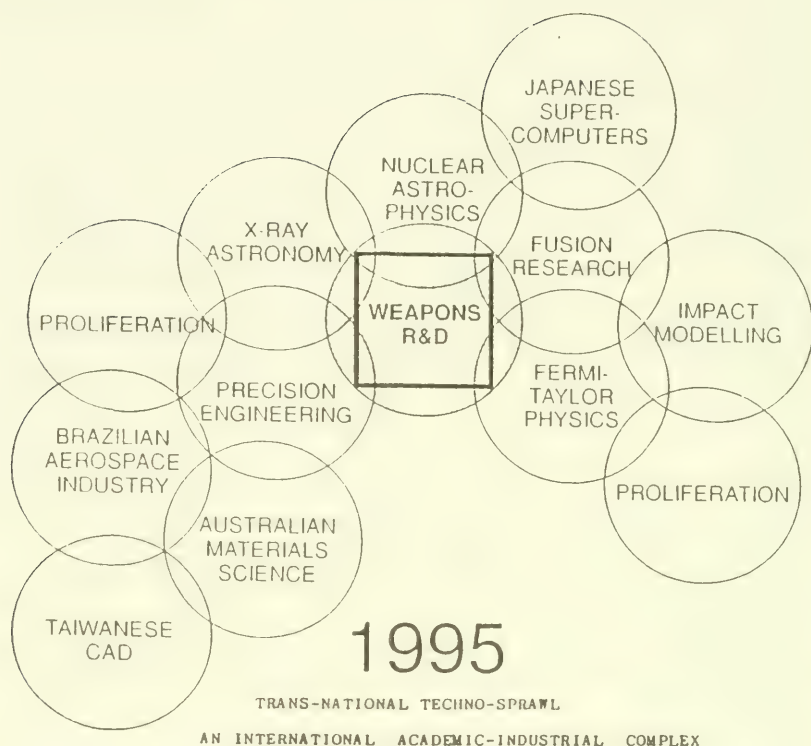 JAPANESE
SUPER-
COMPUTERS
NUCLEAR
ASTRO-
PHYSICS
X-RAY
ASTRONOMY
FUSION
RESEARCH
PROLIFERATION
WEAPONS
R&D
IMPACT
MODELLING
PRECISION
ENGINEERING
FERMI-
TAYLOR
PHYSICS
BRAZILIAN
AEROSPACE
INDUSTRY
PROLIFERATION
AUSTRALIAN
MATERIALS
SCIENCE
TAIWANESE
CAD
1995
TRANS-NATIONAL TECHNO-SPRAWL
AN INTERNATIONAL ACADEMIC-INDUSTRIAL COMPLEX